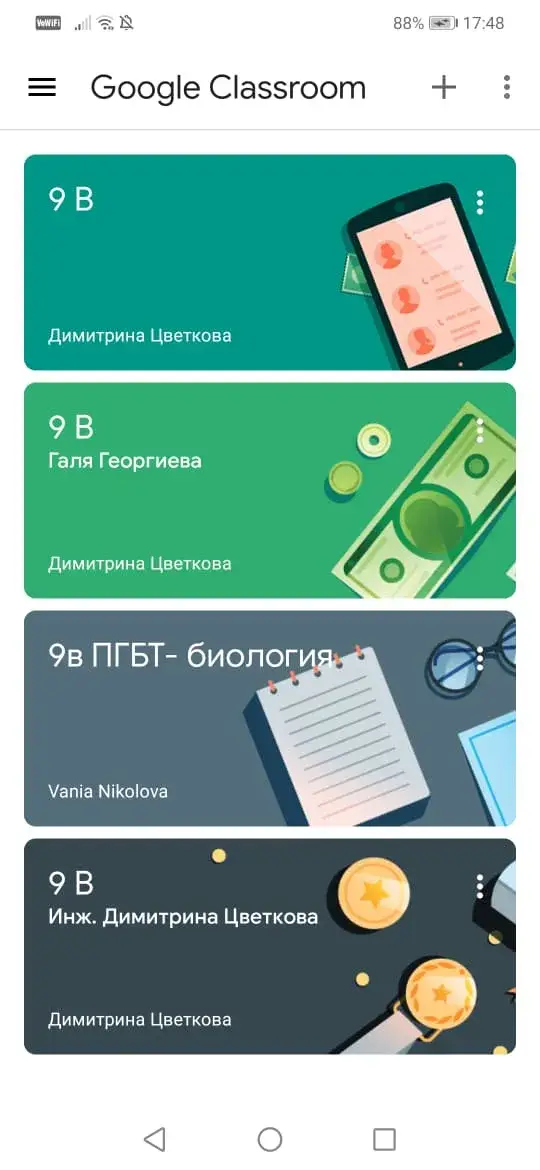 VoWiFi
88%
17:48
Google Classroom
9 В
Димитрина Цветкова
9 В
Галя Георгиева
Димитрина Цветкова
9в ПГБТ- биология
Vania Nikolova
9 В
Инж. Димитрина Цветкова
Димитрина Цветкова